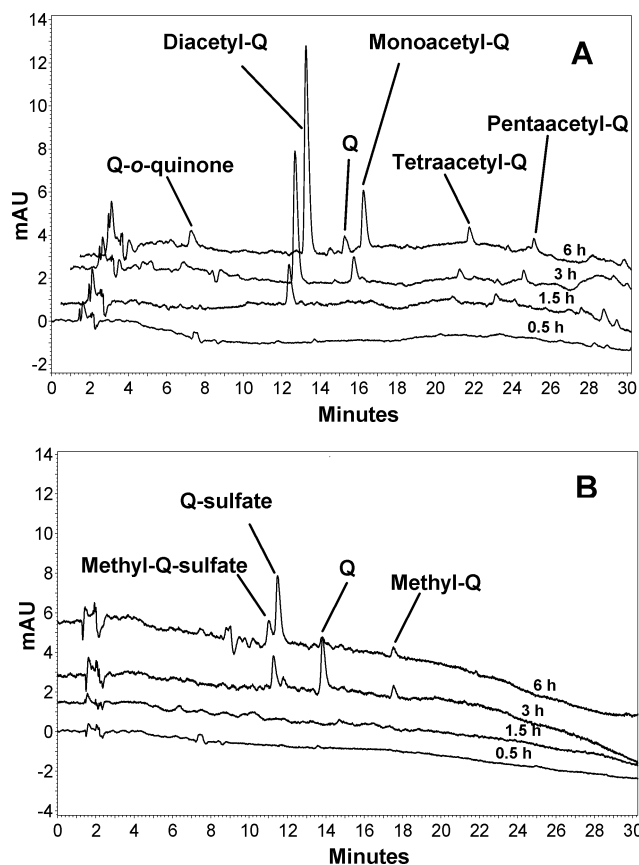 14
12
10
8
6
4
2
0
-2
mAU
A
Diacetyl-Q
Monoacetyl-Q
Q
Pentaacetyl-Q
Q-o-quinone
Tetraacetyl-Q
6 h
3 h
1.5 h
0.5 h
0 2 4 6 8 10 12 14 16 18 20 22 24 26 28 30
Minutes
14
12
10
8
6
4
2
0
-2
-4
mAU
B
Q-sulfate
Methyl-Q-sulfate
Q
Methyl-Q
6 h
3 h
1.5 h
0.5 h
0 2 4 6 8 10 12 14 16 18 20 22 24 26 28 30
Minutes